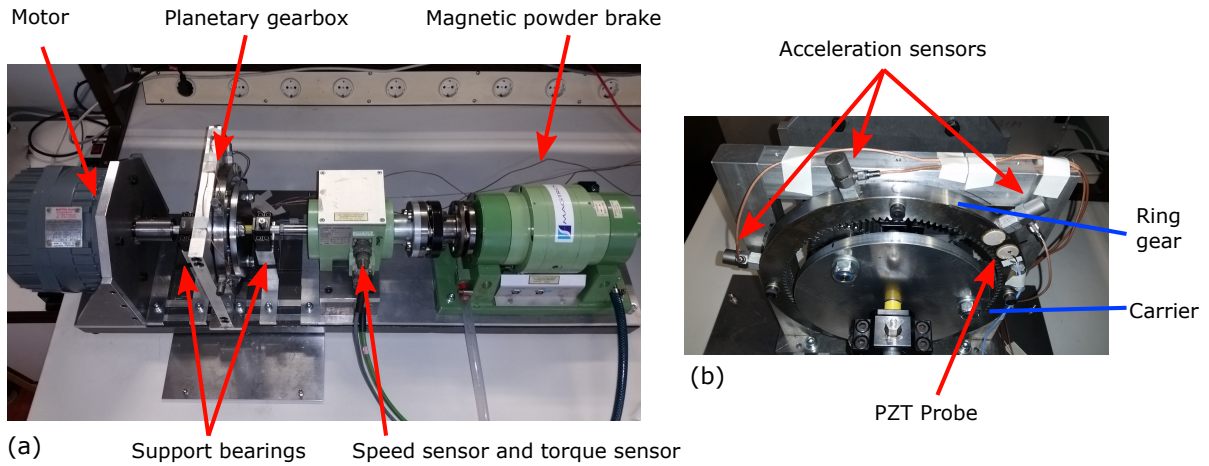 Motor
Planetary gearbox
Magnetic powder brake
Support bearings
Speed sensor and torque sensor
(a)
Acceleration sensors
Ring
gear
Carrier
PZT Probe
(b)